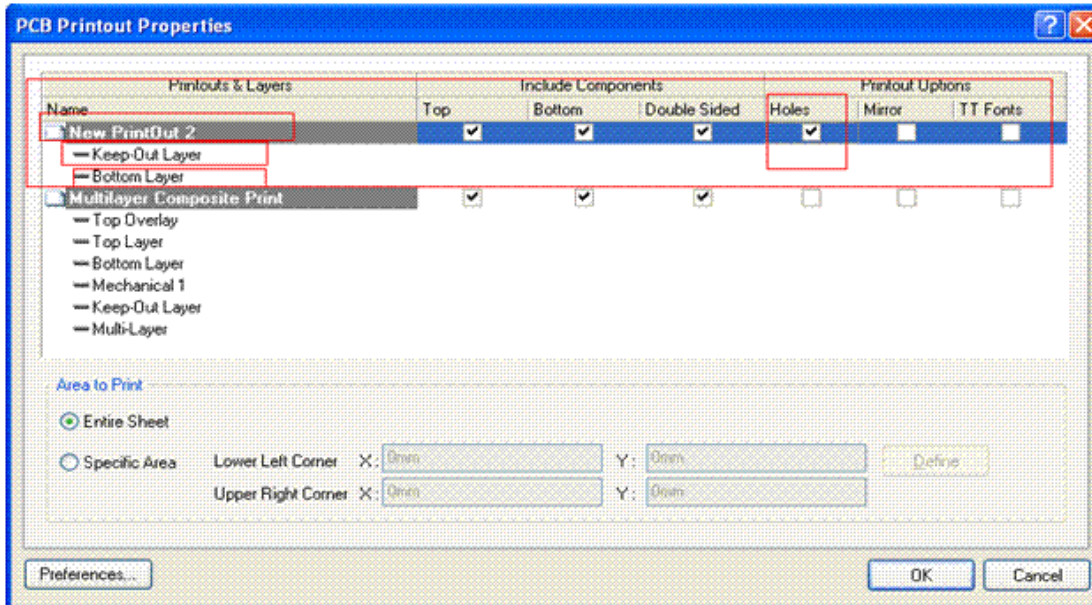 PCB Printout Properties
Printouts & Layers Include Components Printout Options
Name Top Bottom Double Sided Holes Mirror TT Fonts
New PrintOut 2
Keep-Out Layer
Bottom Layer
Multilayer Composite Print
Top Overlay
Top Layer
Bottom Layer
Mechanical 1
Keep-Out Layer
Multi-Layer
Area to Print
Entire Sheet
Specific Area Lower Left Corner X: 0mm Y: 0mm Define
Upper Right Corner X: 0mm Y: 0mm
Preferences... OK Cancel